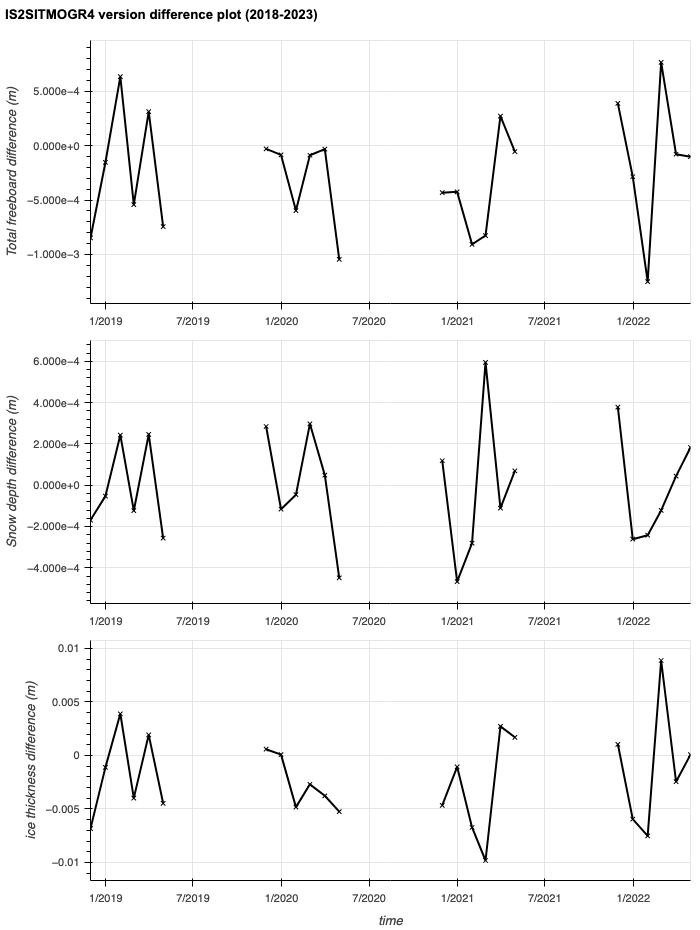 IS2SITMOGR4 version difference plot (2018-2023)
Total freeboard difference (m)
5.000e−4
0.000e+0
−5.000e−4
−1.000e−3
1/2019 7/2019 1/2020 7/2020 1/2021 7/2021 1/2022
Snow depth difference (m)
6.000e−4
4.000e−4
2.000e−4
0.000e+0
−2.000e−4
−4.000e−4
1/2019 7/2019 1/2020 7/2020 1/2021 7/2021 1/2022
ice thickness difference (m)
0.01
0.005
0
−0.005
−0.01
1/2019 7/2019 1/2020 7/2020 1/2021 7/2021 1/2022
time